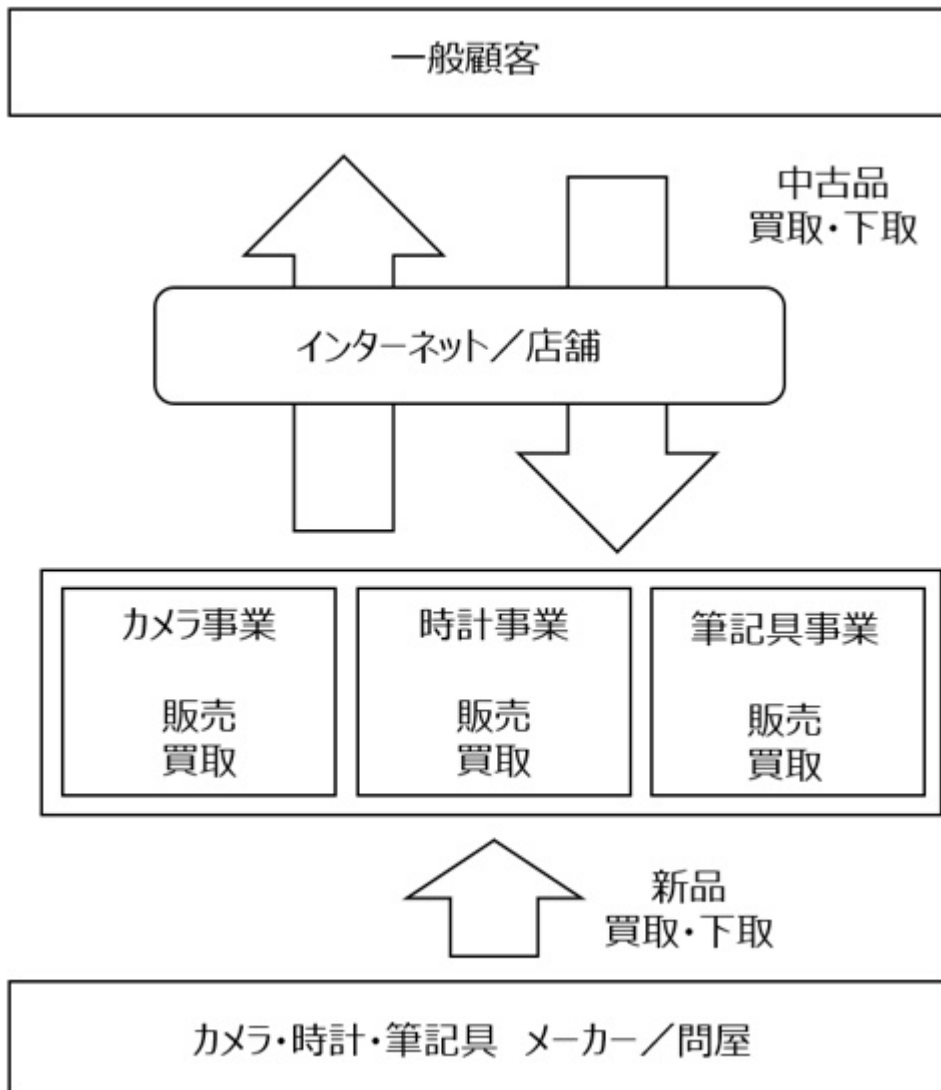 一般顧客
中古品
買取・下取
インターネット／店舗
カメラ事業
販売
買取
時計事業
販売
買取
筆記具事業
販売
買取
新品
買取・下取
カメラ・時計・筆記具 メーカー／問屋